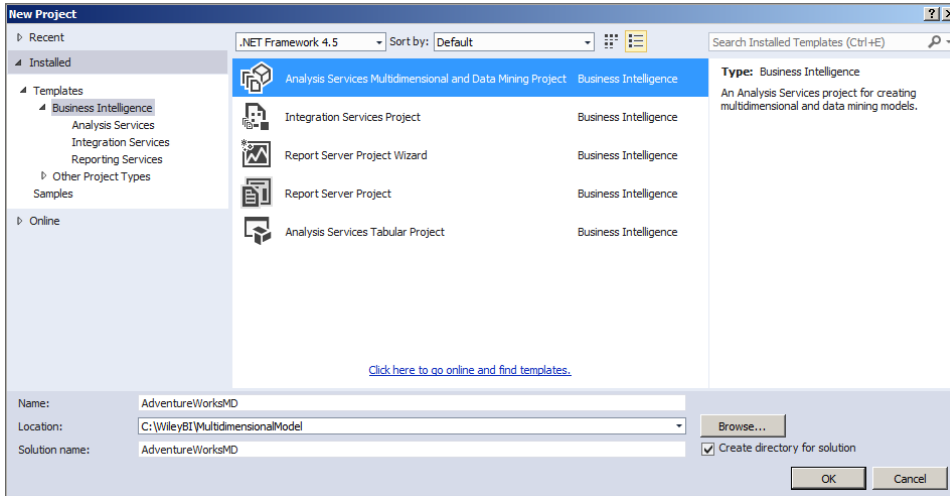 New Project
Recent
.NET Framework 4.5
Sort by: Default
Search Installed Templates (Ctrl+E)
Installed
Templates
Business Intelligence
Analysis Services
Integration Services
Reporting Services
Other Project Types
Samples
Online
Analysis Services Multidimensional and Data Mining Project Business Intelligence
Integration Services Project Business Intelligence
Report Server Project Wizard Business Intelligence
Report Server Project Business Intelligence
Analysis Services Tabular Project Business Intelligence
Click here to go online and find templates.
Type: Business Intelligence
An Analysis Services project for creating
multidimensional and data mining models.
Name: AdventureWorksMD
Location: C:\WileyBI\MultidimensionalModel
Browse...
Solution name: AdventureWorksMD
Create directory for solution
OK Cancel